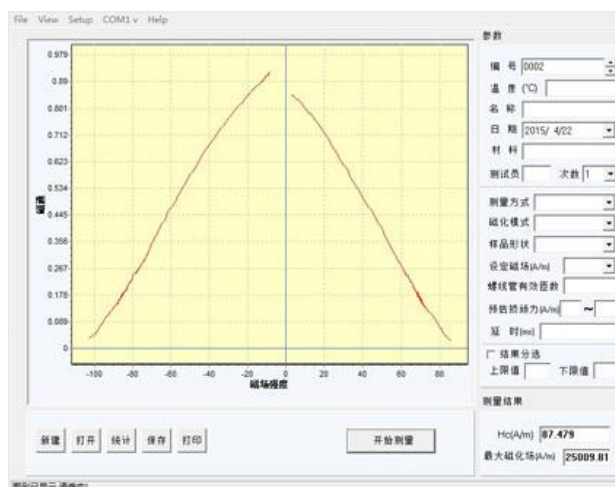 File View Setup COM1 v Help
参数
0.979
0.89
0.801
0.712
0.623
0.534
0.445
0.356
0.267
0.178
0.089
0
磁通
-100 -80 -60 -40 -20 0 20 40 60 80
磁场强度
编 号 0002
温 度 (℃)
名 称
日 期 2015/ 4/22
材 料
测试员 次数 1
测量方式
磁化模式
样品形状
设定磁场(A/m)
螺线管有效匝数
预估矫顽力(A/m) ~
延 时(ms)
结果分选
上限值 下限值
测量结果
Hc(A/m) 87.479
最大磁化场(A/m) 25009.81
新建 打开 统计 保存 打印 开始测量